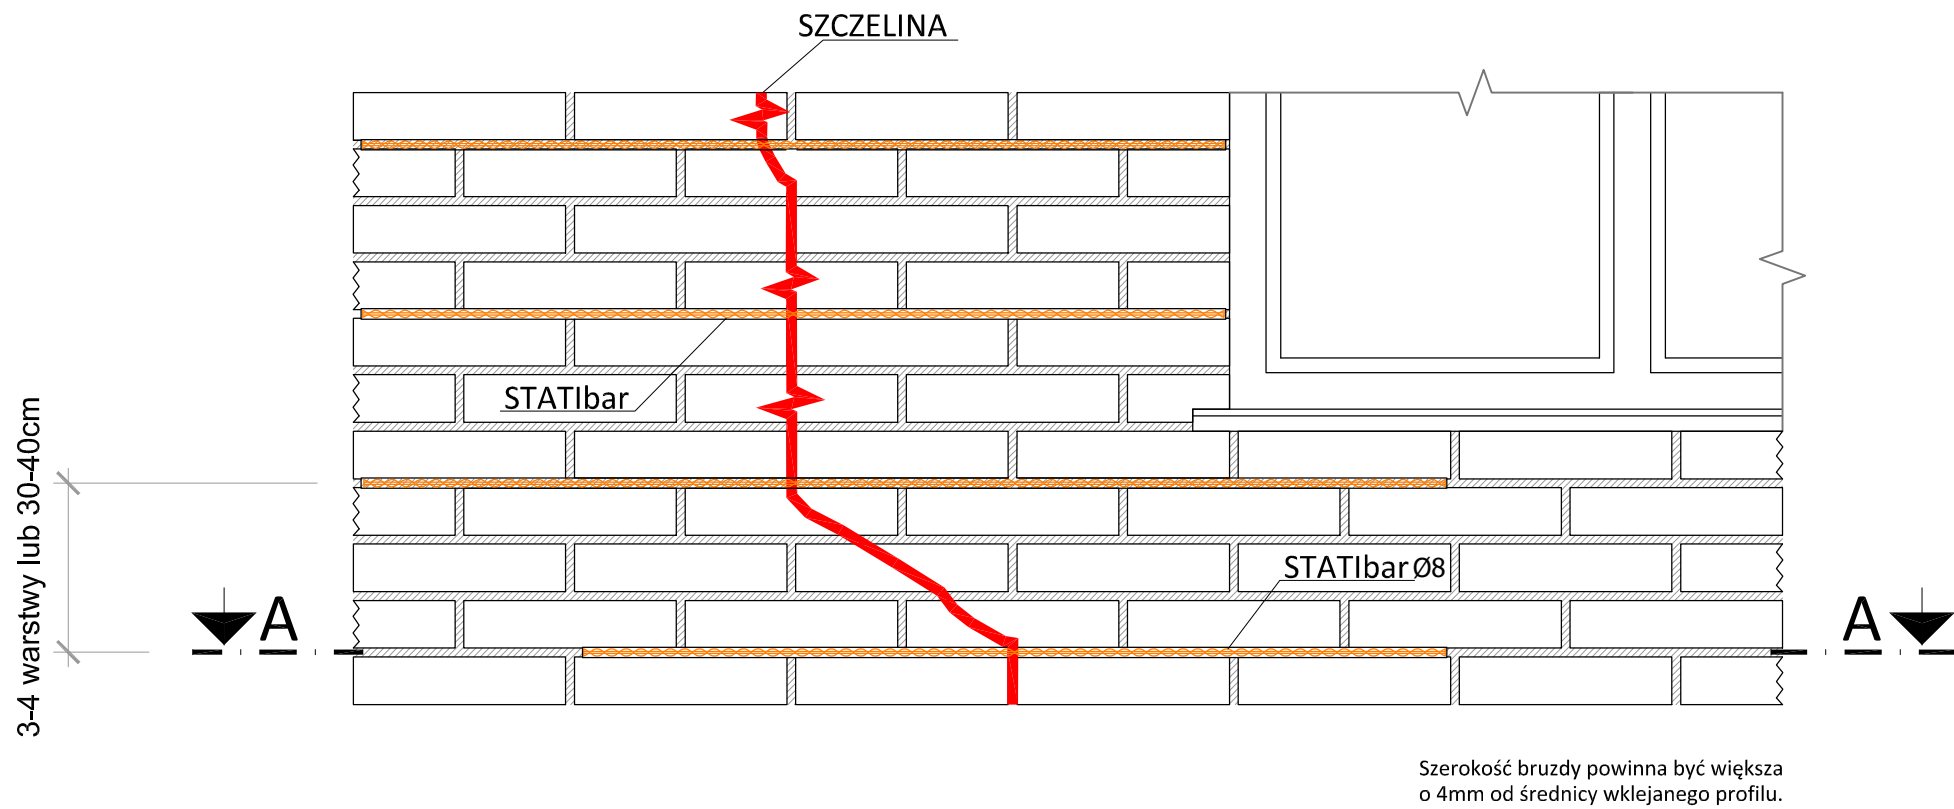 SZCZELINA
STATIbar
3-4 warstwy lub 30-40cm
STATIbar Ø8
A
A
Szerokość bruzdy powinna być większa
o 4mm od średnicy wklejanego profilu.